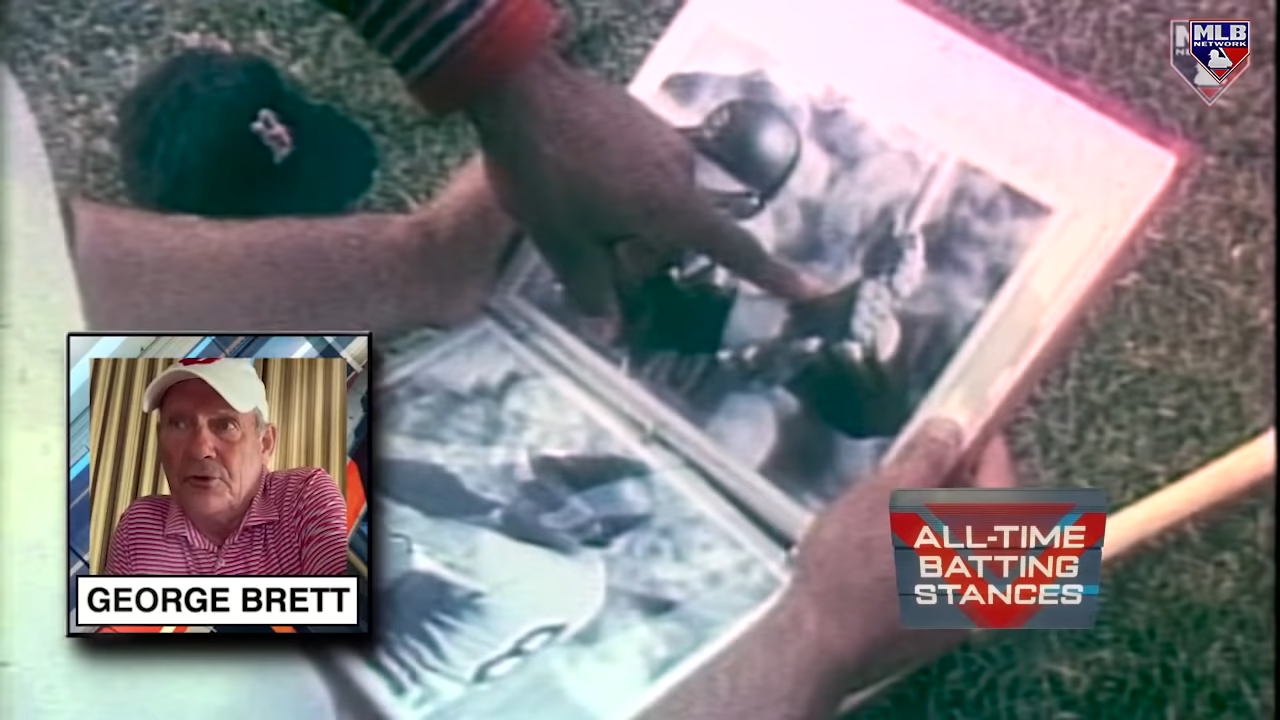 MLB
NETWORK
GEORGE BRETT
ALL-TIME
BATTING
STANCES